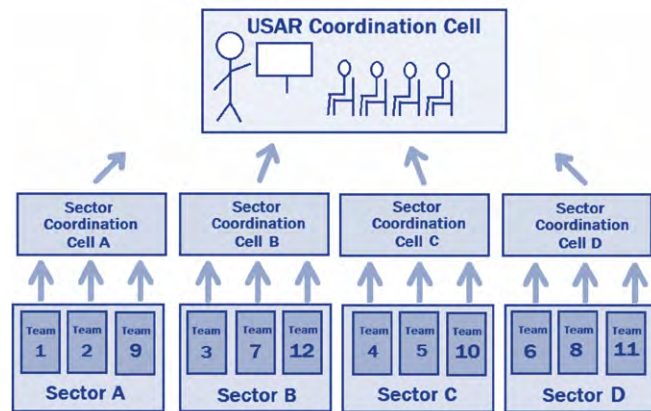 USAR Coordination Cell
Sector
Coordination
Cell A
Sector
Coordination
Cell B
Sector
Coordination
Cell C
Sector
Coordination
Cell D
Team
1
Team
2
Team
9
Sector A
Team
3
Team
7
Team
12
Sector B
Team
4
Team
5
Team
10
Sector C
Team
6
Team
8
Team
11
Sector D